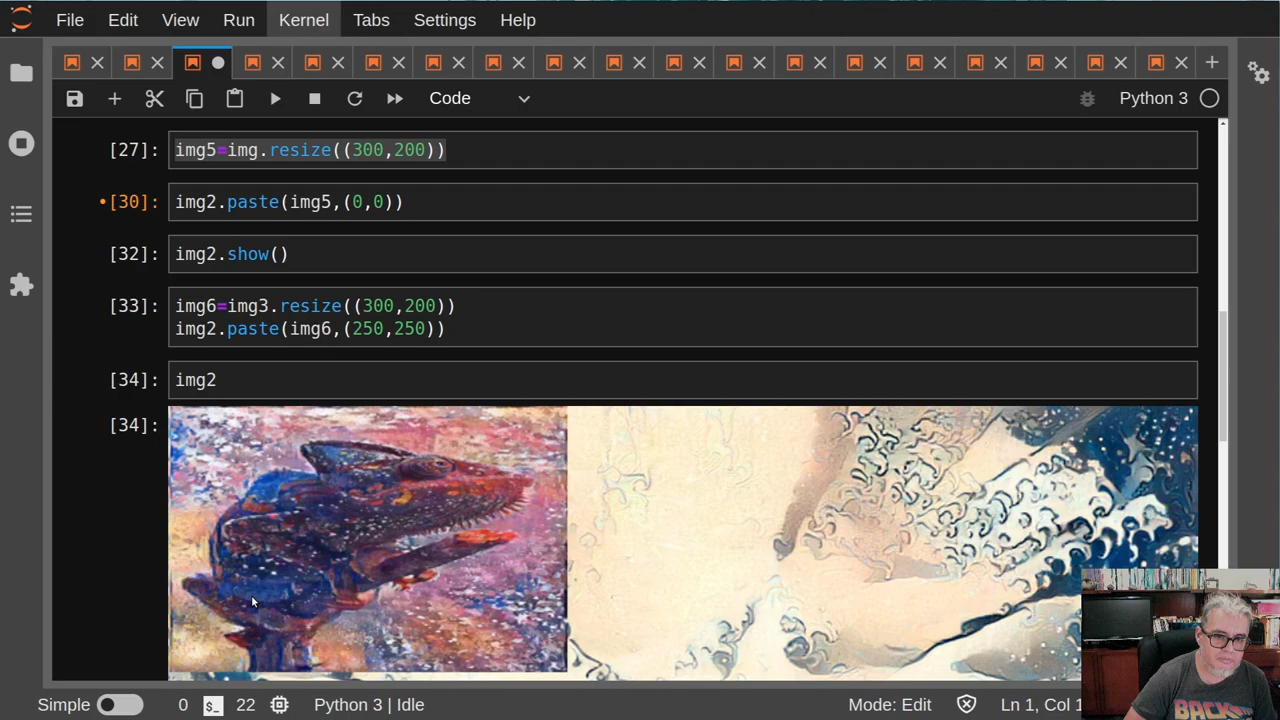 File Edit View Run Kernel Tabs Settings Help
Code Python 3
[27]: img5=img.resize((300,200))
[30]: img2.paste(img5,(0,0))
[32]: img2.show()
[33]: img6=img3.resize((300,200))
img2.paste(img6,(250,250))
[34]: img2
[34]:
BACK
Simple 0 $_ 22 Python 3 | Idle Mode: Edit Ln 1, Col